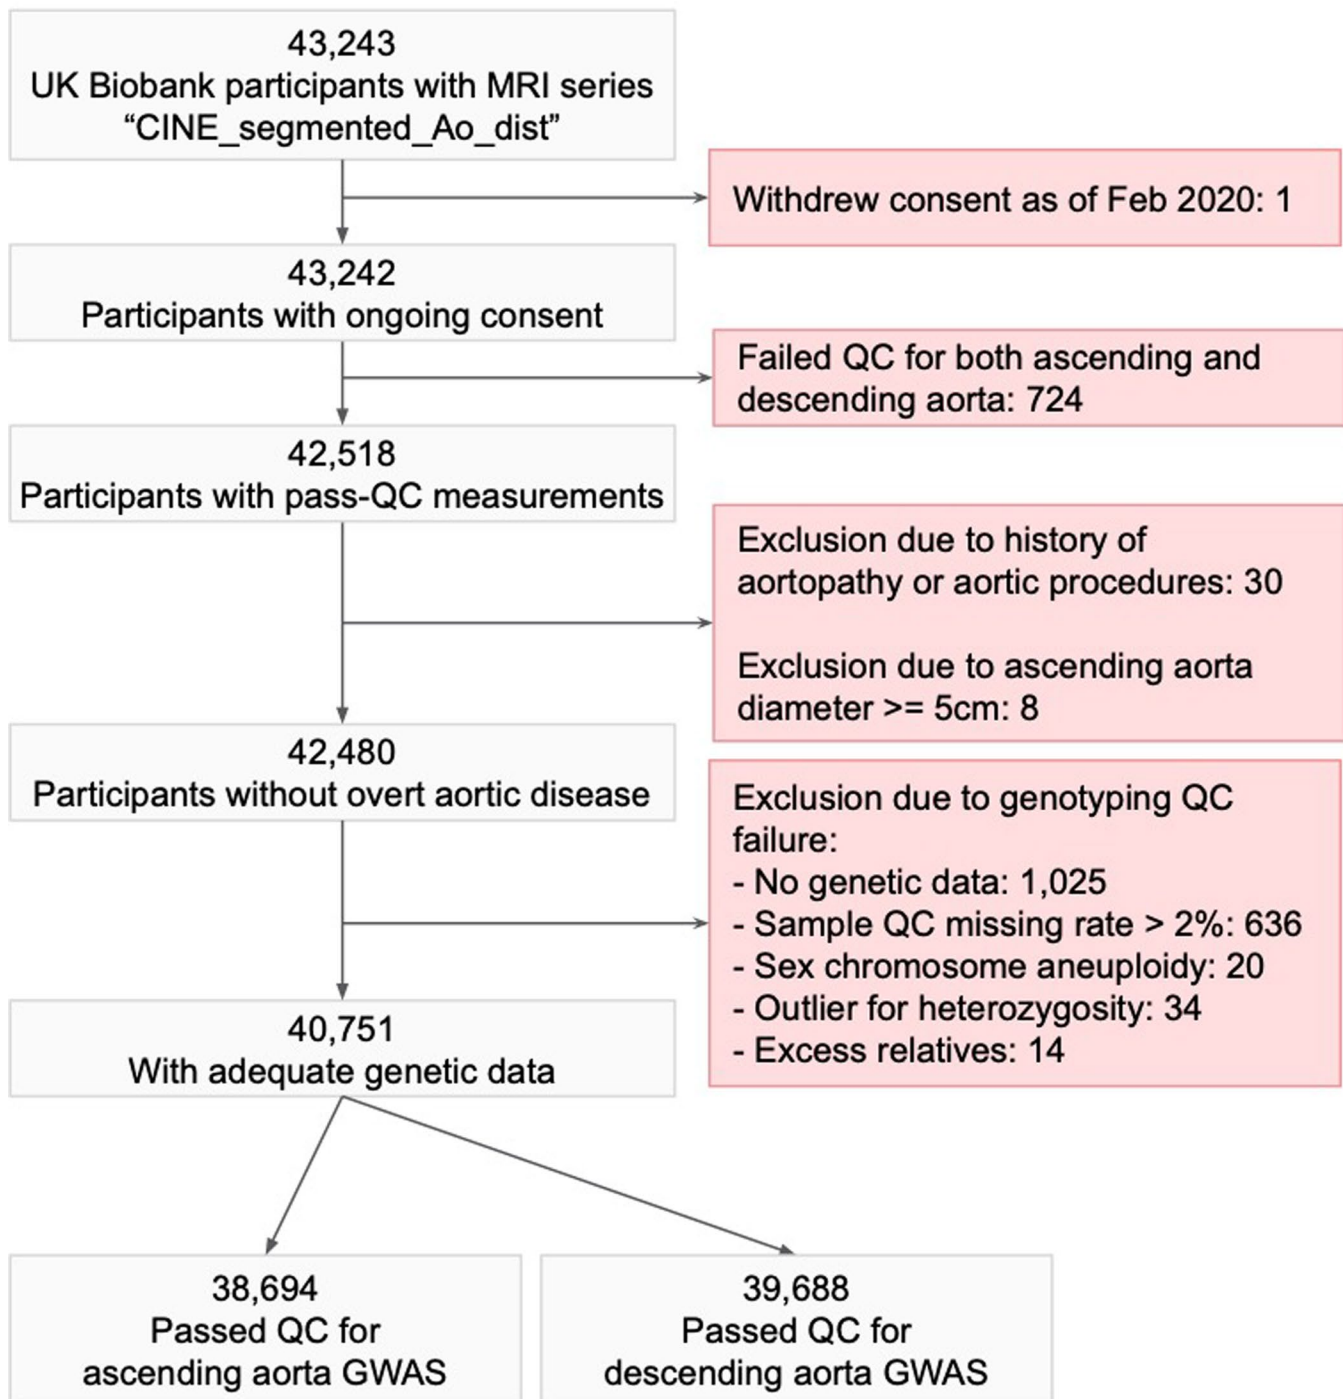 43,243
UK Biobank participants with MRI series
“CINE_segmented_Ao_dist”
Withdrew consent as of Feb 2020: 1
43,242
Participants with ongoing consent
Failed QC for both ascending and
descending aorta: 724
42,518
Participants with pass-QC measurements
Exclusion due to history of
aortopathy or aortic procedures: 30
Exclusion due to ascending aorta
diameter >= 5cm: 8
42,480
Participants without overt aortic disease
Exclusion due to genotyping QC
failure:
- No genetic data: 1,025
- Sample QC missing rate > 2%: 636
- Sex chromosome aneuploidy: 20
- Outlier for heterozygosity: 34
- Excess relatives: 14
40,751
With adequate genetic data
38,694
Passed QC for
ascending aorta GWAS
39,688
Passed QC for
descending aorta GWAS